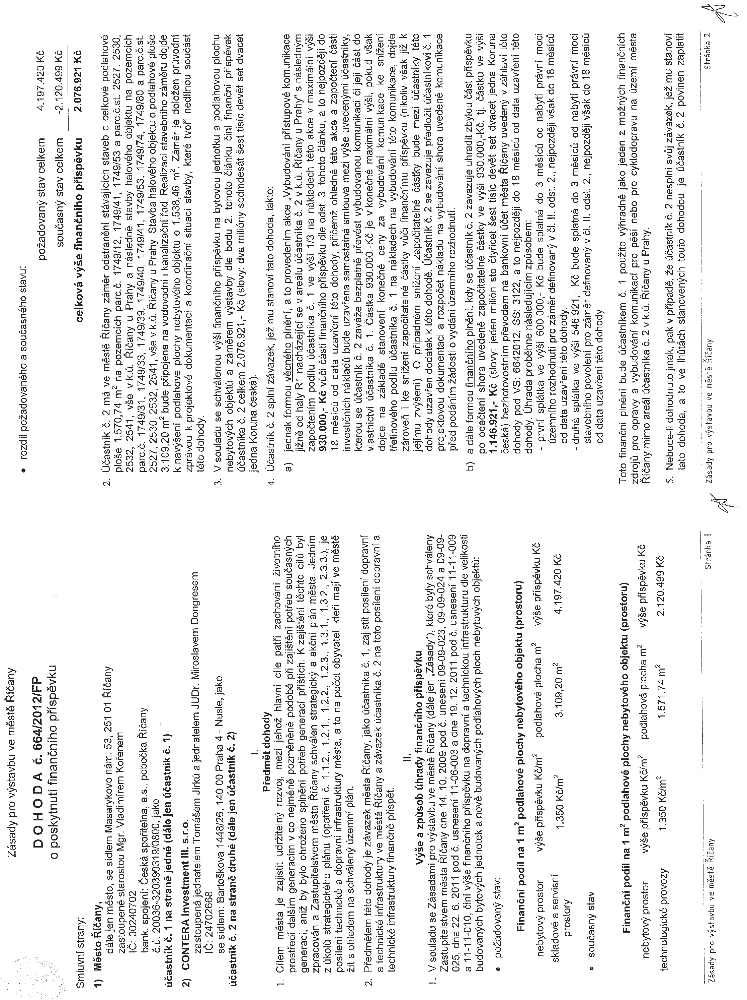 Zásady pro výstavbu ve městě Říčany
D O H O D A č. 664/2012/FP
o poskytnutí finančního příspěvku
Smluvní strany:
1) Město Říčany,
dále jen město, se sídlem Masarykovo nám. 53, 251 01 Říčany
zastoupené starostou Mgr. Vladimírem Kořenem
IČ: 00240702
bank. spojení: Česká spořitelna, a.s., pobočka Říčany
č.ú. 20036-320390319/0800, jako
účastník č. 1 na straně jedné (dále jen účastník č. 1)
2) CONTERA Investment III. s.r.o.
zastoupená jednatelem Tomášem Jirků a jednatelem JUDr. Miroslavem Dongresem
IČ: 24702668
se sídlem: Bartoškova 1448/26, 140 00 Praha 4 - Nusle, jako
účastník č. 2 na straně druhé (dále jen účastník č. 2)
I.
Předmět dohody
1. Cílem města je zajistit udržitelný rozvoj, mezi jehož hlavní cíle patří zachování životního
prostředí dalším generacím v co nejméně pozměněné podobě při zajištění potřeb současných
generací, aniž by bylo ohroženo splnění potřeb generací příštích. K zajištění těchto cílů byl
zpracován a Zastupitelstvem města Říčany schválen strategický a akční plán města. Jedním
z úkolů strategického plánu (opatření č. 1.1.2., 1.2.1., 1.2.2., 1.2.3., 1.3.1., 1.3.2., 2.3.3.), je
posílení technické a dopravní infrastruktury města, a to na počet obyvatel, kteří mají ve městě
žít s ohledem na schválený územní plán.
2. Předmětem této dohody je závazek města Říčany, jako účastníka č. 1, zajistit posílení dopravní
a technické infrastruktury ve městě Říčany a závazek účastníka č. 2 na toto posílení dopravní a
technické infrastruktury finančně přispět.
II.
Výše a způsob úhrady finančního příspěvku
1. V souladu se Zásadami pro výstavbu ve městě Říčany (dále jen „Zásady“), které byly schváleny
Zastupitelstvem města Říčany dne 14. 10. 2009 pod č. unesení 09-09-023, 09-09-024 a 09-09-
025, dne 22. 6. 2011 pod č. usnesení 11-06-003 a dne 19. 12. 2011 pod č. usnesení 11-11-009
a 11-11-010, činí výše finančního příspěvku na dopravní a technickou infrastrukturu dle velikosti
budovaných bytových jednotek a nově budovaných podlahových ploch nebytových objektů:
• požadovaný stav:
Finanční podíl na 1 m² podlahové plochy nebytového objektu (prostoru)
nebytový prostor výše příspěvku Kč/m² podlahová plocha m² výše příspěvku Kč
skladové a servisní 1.350 Kč/m² 3.109,20 m² 4.197.420 Kč
prostory
• současný stav
Finanční podíl na 1 m² podlahové plochy nebytového objektu (prostoru)
nebytový prostor výše příspěvku Kč/m² podlahová plocha m² výše příspěvku Kč
technologické provozy 1.350 Kč/m² 1.571,74 m² 2.120.499 Kč
Zásady pro výstavbu ve městě Říčany Stránka 1
• rozdíl požadovaného a současného stavu:
požadovaný stav celkem 4.197.420 Kč
současný stav celkem -2.120.499 Kč
celková výše finančního příspěvku 2.076.921 Kč
2. Účastník č. 2 má ve městě Říčany záměr odstranění stávajících staveb o celkové podlahové
ploše 1.570,74 m² na pozemcích parc.č. 1749/12, 1749/41, 1749/53 a parc.č.st. 2527, 2530,
2532, 2541, vše v k.ú. Říčany u Prahy a následně stavby halového objektu na pozemcích
parc.č. 1749/31, 1749/33, 1749/39, 1749/40, 1749/41, 1749/53, 1749/74, 1749/80 a parc.č.st.
2527, 2530, 2532, 2541, vše v k.ú. Říčany u Prahy. Stavba halového objektu o podlahové ploše
3.109,20 m² bude připojena na vodovodní i kanalizační řad. Realizací stavebního záměru dojde
k navýšení podlahové plochy nebytového objektu o 1.538,46 m². Záměr je doložen průvodní
zprávou k projektové dokumentaci a koordinační situací stavby, které tvoří nedílnou součást
této dohody.
3. V souladu se schválenou výší finančního příspěvku na bytovou jednotku a podlahovou plochu
nebytových objektů a záměrem výstavby dle bodu 2. tohoto článku činí finanční příspěvek
účastníka č. 2 celkem 2.076.921,- Kč (slovy: dva milióny sedmdesát šest tisíc devět set dvacet
jedna Koruna česká).
4. Účastník č. 2 splní závazek, jež mu stanoví tato dohoda, takto:
a) jednak formou věcného plnění, a to provedením akce „Vybudování přístupové komunikace
jižně od haly R1 nacházející se v areálu účastníka č. 2 v k.ú. Říčany u Prahy“ s následným
započtením podílu účastníka č. 1 ve výši 1/3 na nákladech této akce v maximální výši
930.000,- Kč vůči části finančního příspěvku dle odst. 3. tohoto článku, a to nejpozději do
18 měsíců od data uzavření této dohody, přičemž ohledně této akce a započtení části
investičních nákladů bude uzavřena samostatná smlouva mezi výše uvedenými účastníky,
kterou se účastník č. 2 zaváže bezplatně převést vybudovanou komunikaci či její část do
vlastnictví účastníka č. 1. Částka 930.000,-Kč je v konečné maximální výši, pokud však
dojde na základě stanovení konečné ceny za vybudování komunikace ke snížení
třetinového podílu účastníka č. 1 na nákladech na vybudování této komunikace, dojde
zároveň i ke snížení započitatelné částky vůči finančnímu příspěvku (nikoliv však již k
jejímu zvýšení). O případném snížení započitatelné částky bude mezi účastníky této
dohody uzavřen dodatek k této dohodě. Účastník č. 2 se zavazuje předložit účastníkovi č. 1
projektovou dokumentaci a rozpočet nákladů na vybudování shora uvedené komunikace
před podáním žádosti o vydání územního rozhodnutí.
b) a dále formou finančního plnění, kdy se účastník č. 2 zavazuje uhradit zbylou část příspěvku
po odečtení shora uvedené započitatelné částky ve výši 930.000,-Kč, tj. částku ve výši
1.146.921,- Kč (slovy: jeden milión sto čtyřicet šest tisíc devět set dvacet jedna Koruna
česká) bezhotovostním převodem na bankovní účet města Říčany uvedený v záhlaví této
dohody pod VS: 6642012, SS: 3122, a to nejpozději do 18 měsíců od data uzavření této
dohody. Úhrada proběhne následujícím způsobem:
- první splátka ve výši 600 000,- Kč bude splatná do 3 měsíců od nabytí právní moci
územního rozhodnutí pro záměr definovaný v čl. II. odst. 2., nejpozději však do 18 měsíců
od data uzavření této dohody,
- druhá splátka ve výši 546 921,- Kč bude splatná do 3 měsíců od nabytí právní moci
stavebního povolení pro záměr definovaný v čl. II. odst. 2., nejpozději však do 18 měsíců
od data uzavření této dohody.
Toto finanční plnění bude účastníkem č. 1 použito výhradně jako jeden z možných finančních
zdrojů pro opravy a vybudování komunikací pro pěší nebo pro cyklodopravu na území města
Říčany mimo areál účastníka č. 2 v k.ú. Říčany u Prahy.
5. Nebude-li dohodnuto jinak, pak v případě, že účastník č. 2 nesplní svůj závazek, jež mu stanoví
tato dohoda, a to ve lhůtách stanovených touto dohodou, je účastník č. 2 povinen zaplatit
Zásady pro výstavbu ve městě Říčany Stránka 2